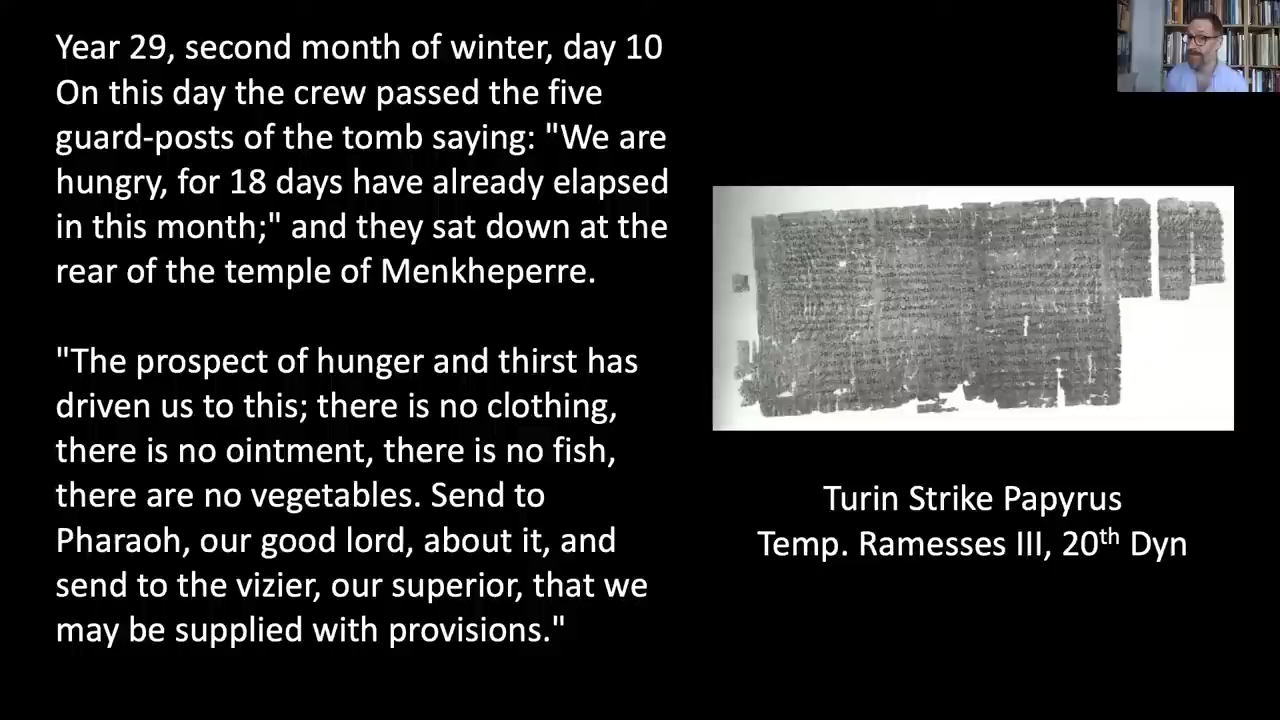 Year 29, second month of winter, day 10
On this day the crew passed the five
guard-posts of the tomb saying: "We are
hungry, for 18 days have already elapsed
in this month;" and they sat down at the
rear of the temple of Menkheperre.
"The prospect of hunger and thirst has
driven us to this; there is no clothing,
there is no ointment, there is no fish,
there are no vegetables. Send to
Pharaoh, our good lord, about it, and
send to the vizier, our superior, that we
may be supplied with provisions."
Turin Strike Papyrus
Temp. Ramesses III, 20th Dyn